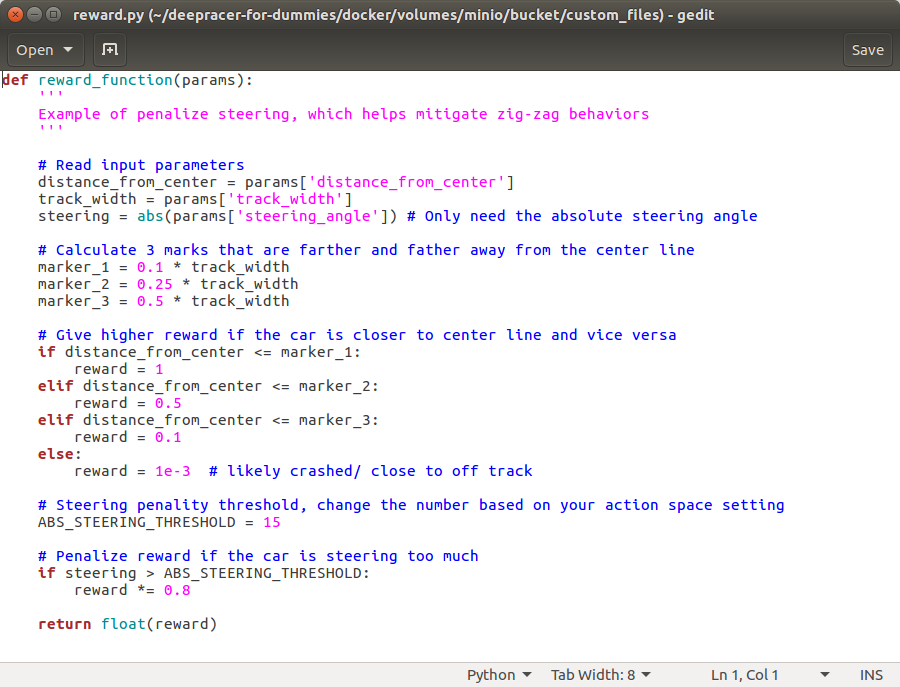 reward.py (~/deepracer-for-dummies/docker/volumes/minio/bucket/custom_files) - gedit
Open
Save
def reward_function(params):
    '''
    Example of penalize steering, which helps mitigate zig-zag behaviors
    '''

    # Read input parameters
    distance_from_center = params['distance_from_center']
    track_width = params['track_width']
    steering = abs(params['steering_angle']) # Only need the absolute steering angle

    # Calculate 3 marks that are farther and father away from the center line
    marker_1 = 0.1 * track_width
    marker_2 = 0.25 * track_width
    marker_3 = 0.5 * track_width

    # Give higher reward if the car is closer to center line and vice versa
    if distance_from_center <= marker_1:
        reward = 1
    elif distance_from_center <= marker_2:
        reward = 0.5
    elif distance_from_center <= marker_3:
        reward = 0.1
    else:
        reward = 1e-3  # likely crashed/ close to off track

    # Steering penality threshold, change the number based on your action space setting
    ABS_STEERING_THRESHOLD = 15

    # Penalize reward if the car is steering too much
    if steering > ABS_STEERING_THRESHOLD:
        reward *= 0.8

    return float(reward)
Python Tab Width: 8 Ln 1, Col 1 INS